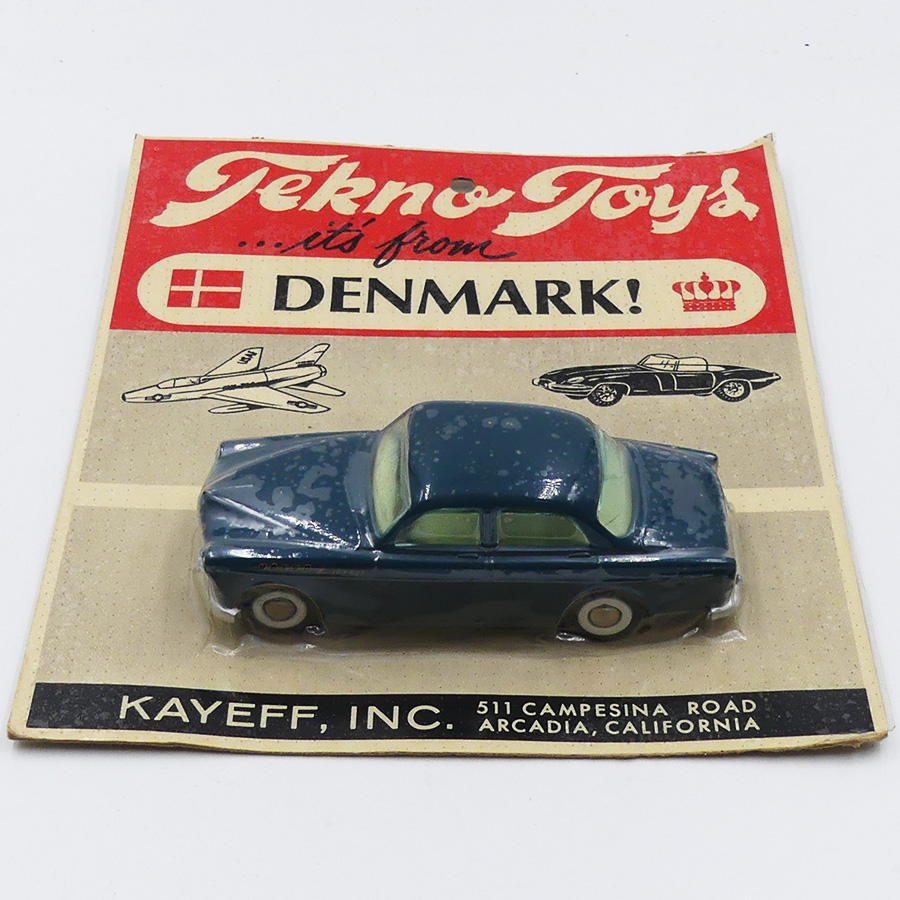 Tekno Toys
...it's from
DENMARK!
KAYEFF, INC.
511 CAMPESINA ROAD
ARCADIA, CALIFORNIA